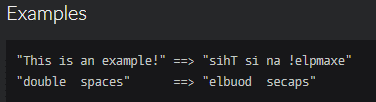 Examples
"This is an example!" ==> "sihT si na !elpmaxe"
"double  spaces"      ==> "elbuod  secaps"